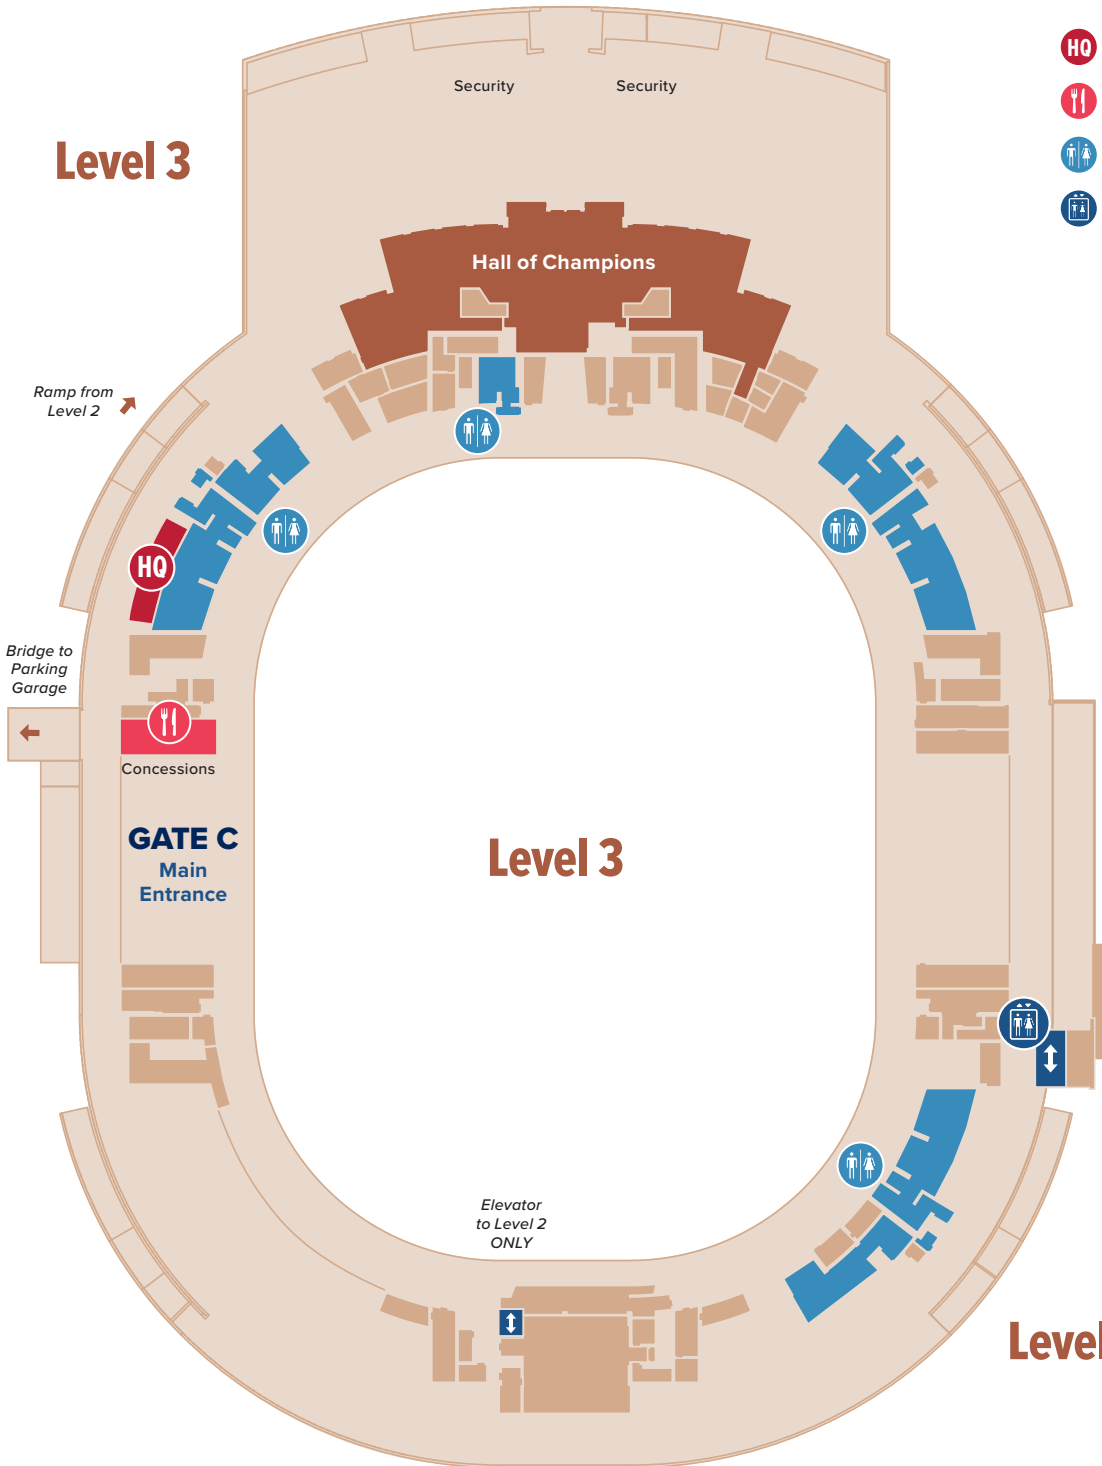 HQ
Security
Security
Level 3
Hall of Champions
Ramp from
Level 2
HQ
Bridge to
Parking
Garage
Concessions
GATE C
Main
Entrance
Level 3
Elevator
to Level 2
ONLY
Level